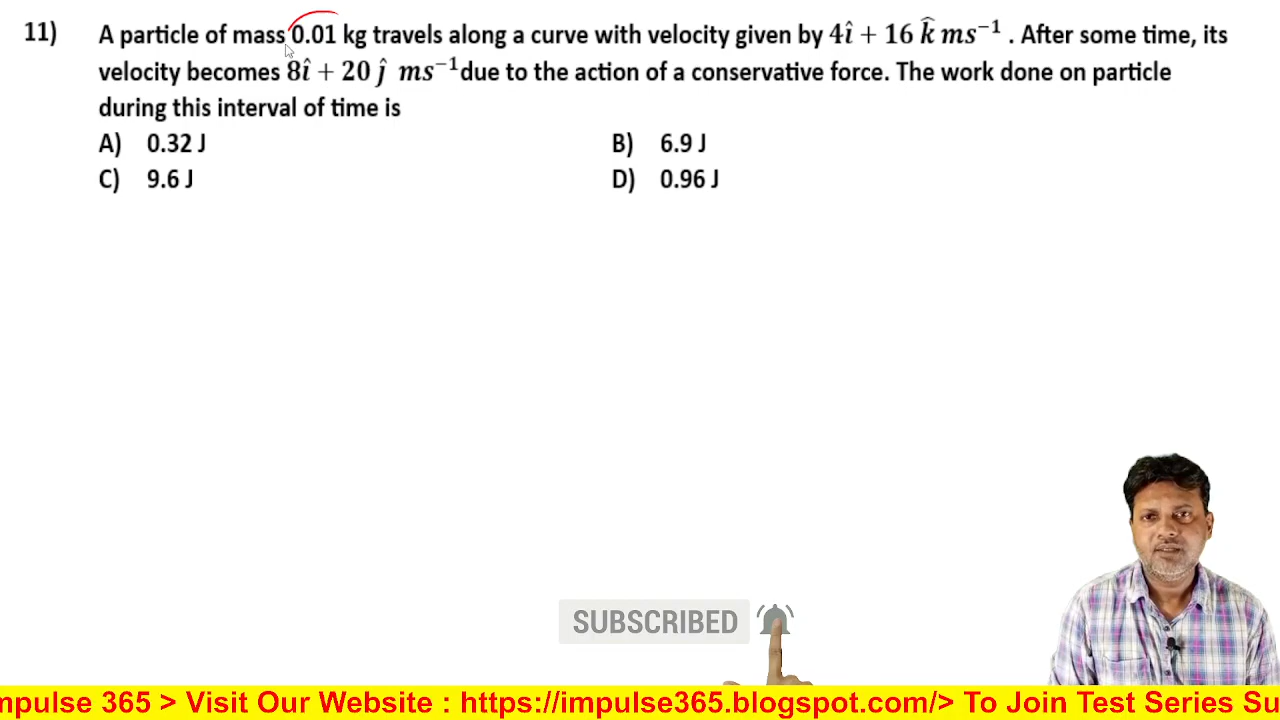 11) A particle of mass 0.01 kg travels along a curve with velocity given by 4î + 16 k̂ ms⁻¹ . After some time, its
velocity becomes 8î + 20 ĵ ms⁻¹ due to the action of a conservative force. The work done on particle
during this interval of time is
A) 0.32 J B) 6.9 J
C) 9.6 J D) 0.96 J
SUBSCRIBED
mpulse 365 > Visit Our Website : https://impulse365.blogspot.com/> To Join Test Series Su